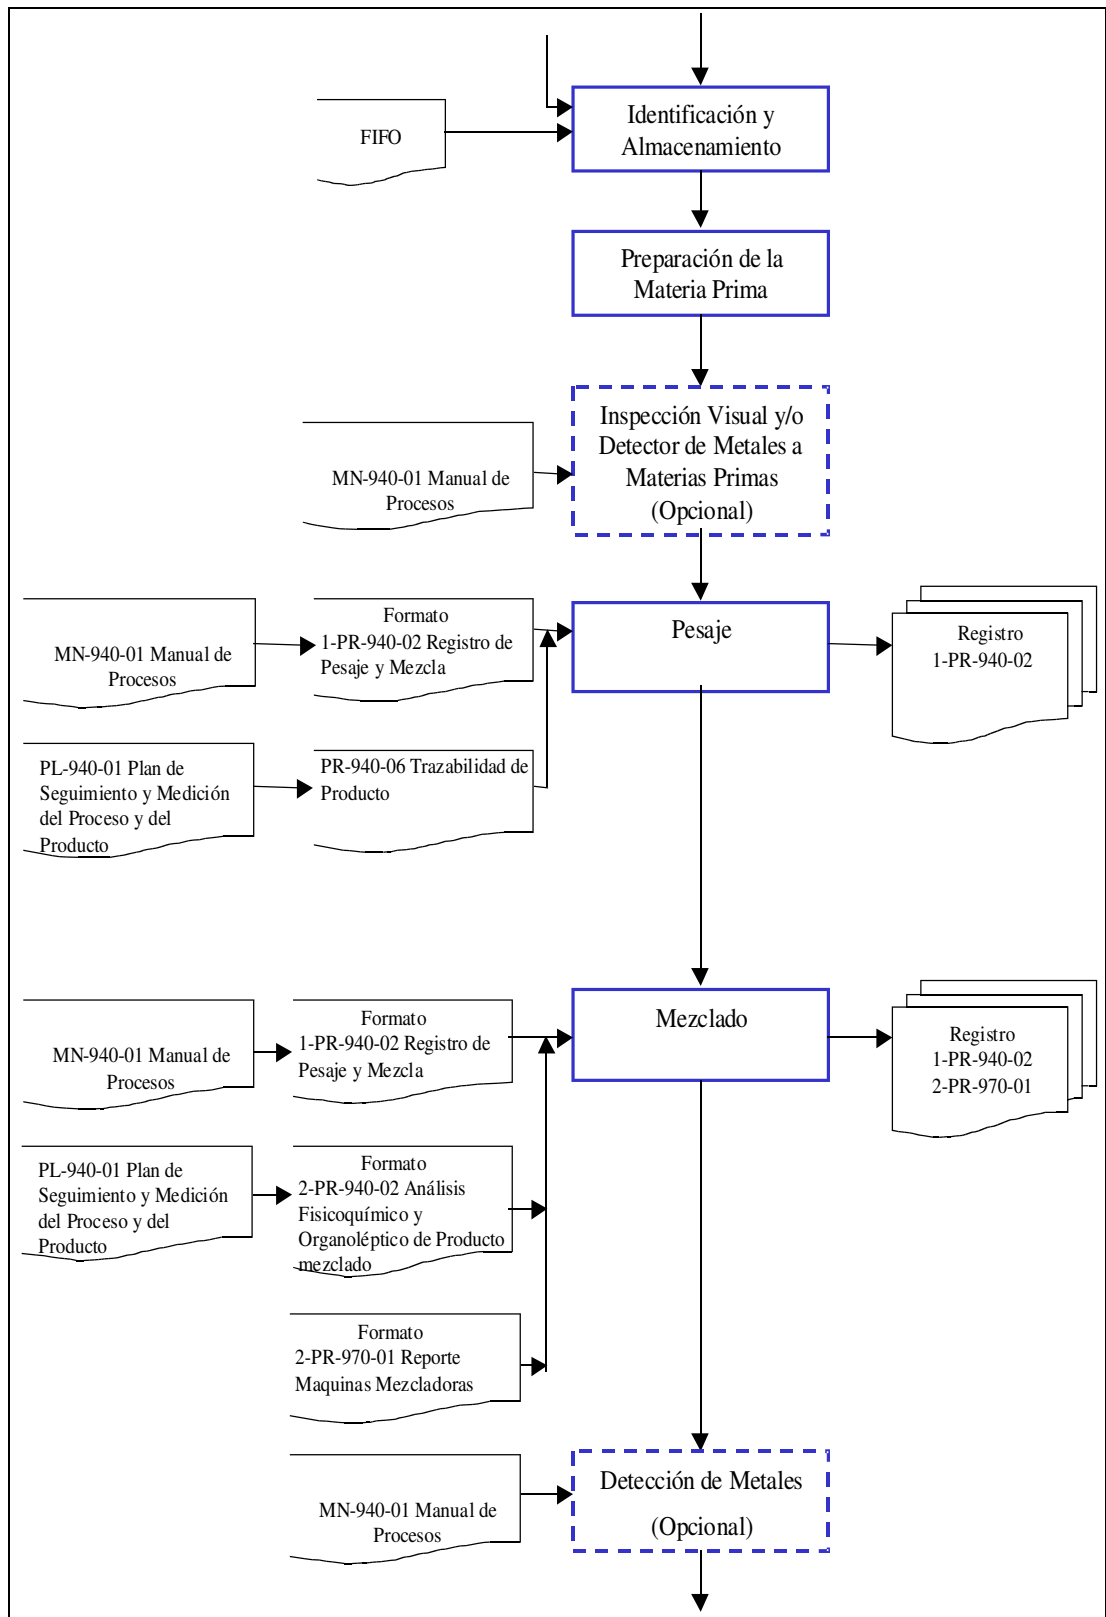 FIFO
Identificación y
Almacenamiento
Preparación de la
Materia Prima
Inspección Visual y/o
Detector de Metales a
Materias Primas
(Opcional)
MN-940-01 Manual de
Procesos
MN-940-01 Manual de
Procesos
Formato
1-PR-940-02 Registro de
Pesaje y Mezcla
Pesaje
Registro
1-PR-940-02
PL-940-01 Plan de
Seguimiento y Medición
del Proceso y del
Producto
PR-940-06 Trazabilidad de
Producto
MN-940-01 Manual de
Procesos
Formato
1-PR-940-02 Registro de
Pesaje y Mezcla
Mezclado
Registro
1-PR-940-02
2-PR-970-01
PL-940-01 Plan de
Seguimiento y Medición
del Proceso y del
Producto
Formato
2-PR-940-02 Análisis
Fisicoquímico y
Organoléptico de Producto
mezclado
Formato
2-PR-970-01 Reporte
Maquinas Mezcladoras
MN-940-01 Manual de
Procesos
Detección de Metales
(Opcional)